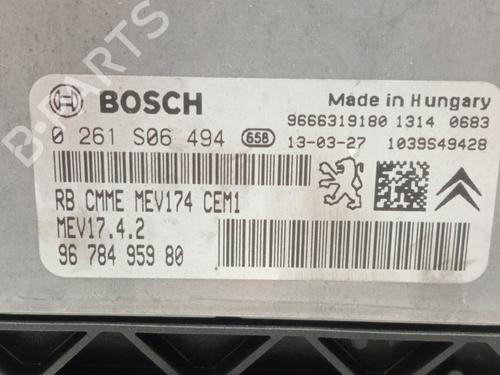 B-PARTS
BOSCH
Made in Hungary
0 261 S06 494 65B
9666319180 1314 0683
13-03-27 1039S49428
RB CMME MEV174 CEM1
MEV17.4.2
96 784 959 80